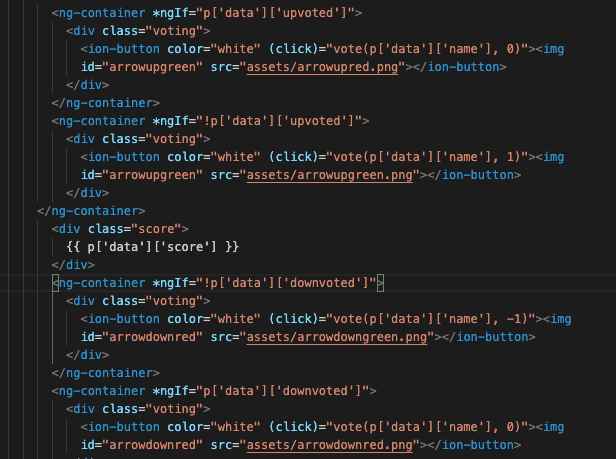 <ng-container *ngIf="p['data']['upvoted']">
<div class="voting">
<ion-button color="white" (click)="vote(p['data']['name'], 0)"><img
id="arrowupgreen" src="assets/arrowupred.png"></ion-button>
</div>
</ng-container>
<ng-container *ngIf="!p['data']['upvoted']">
<div class="voting">
<ion-button color="white" (click)="vote(p['data']['name'], 1)"><img
id="arrowupgreen" src="assets/arrowupgreen.png"></ion-button>
</div>
</ng-container>
<div class="score">
{{ p['data']['score'] }}
</div>
<ng-container *ngIf="!p['data']['downvoted']">
<div class="voting">
<ion-button color="white" (click)="vote(p['data']['name'], -1)"><img
id="arrowdownred" src="assets/arrowdowngreen.png"></ion-button>
</div>
</ng-container>
<ng-container *ngIf="p['data']['downvoted']">
<div class="voting">
<ion-button color="white" (click)="vote(p['data']['name'], 0)"><img
id="arrowdownred" src="assets/arrowdownred.png"></ion-button>